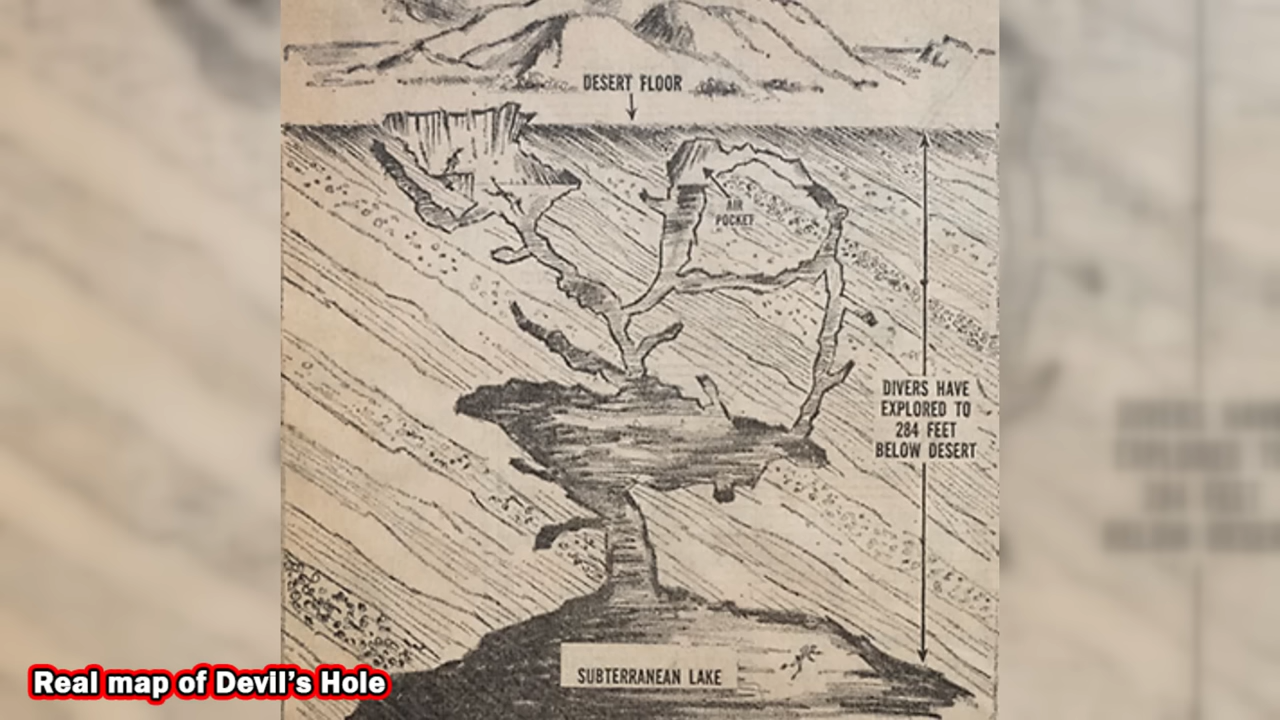 DESERT FLOOR
AIR
POCKET
DIVERS HAVE
EXPLORED TO
284 FEET
BELOW DESERT
SUBTERRANEAN LAKE
Real map of Devil's Hole